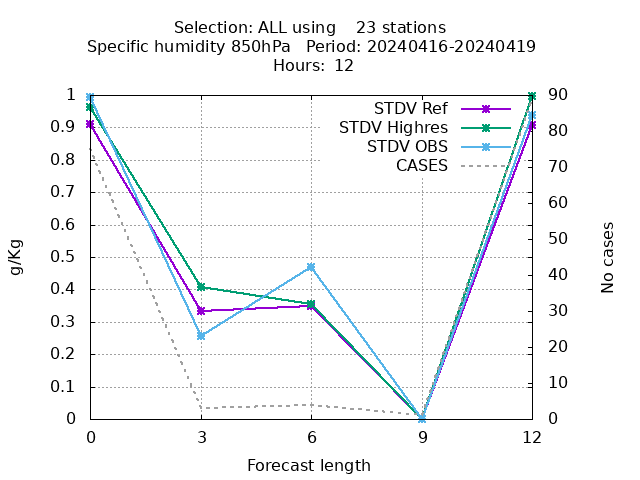 Selection: ALL using    23 stations
Specific humidity 850hPa   Period: 20240416-20240419
Hours: 12
STDV Ref
STDV Highres
STDV OBS
CASES
1
0.9
0.8
0.7
0.6
0.5
0.4
0.3
0.2
0.1
0
g/Kg
90
80
70
60
50
40
30
20
10
0
No cases
0 3 6 9 12
Forecast length